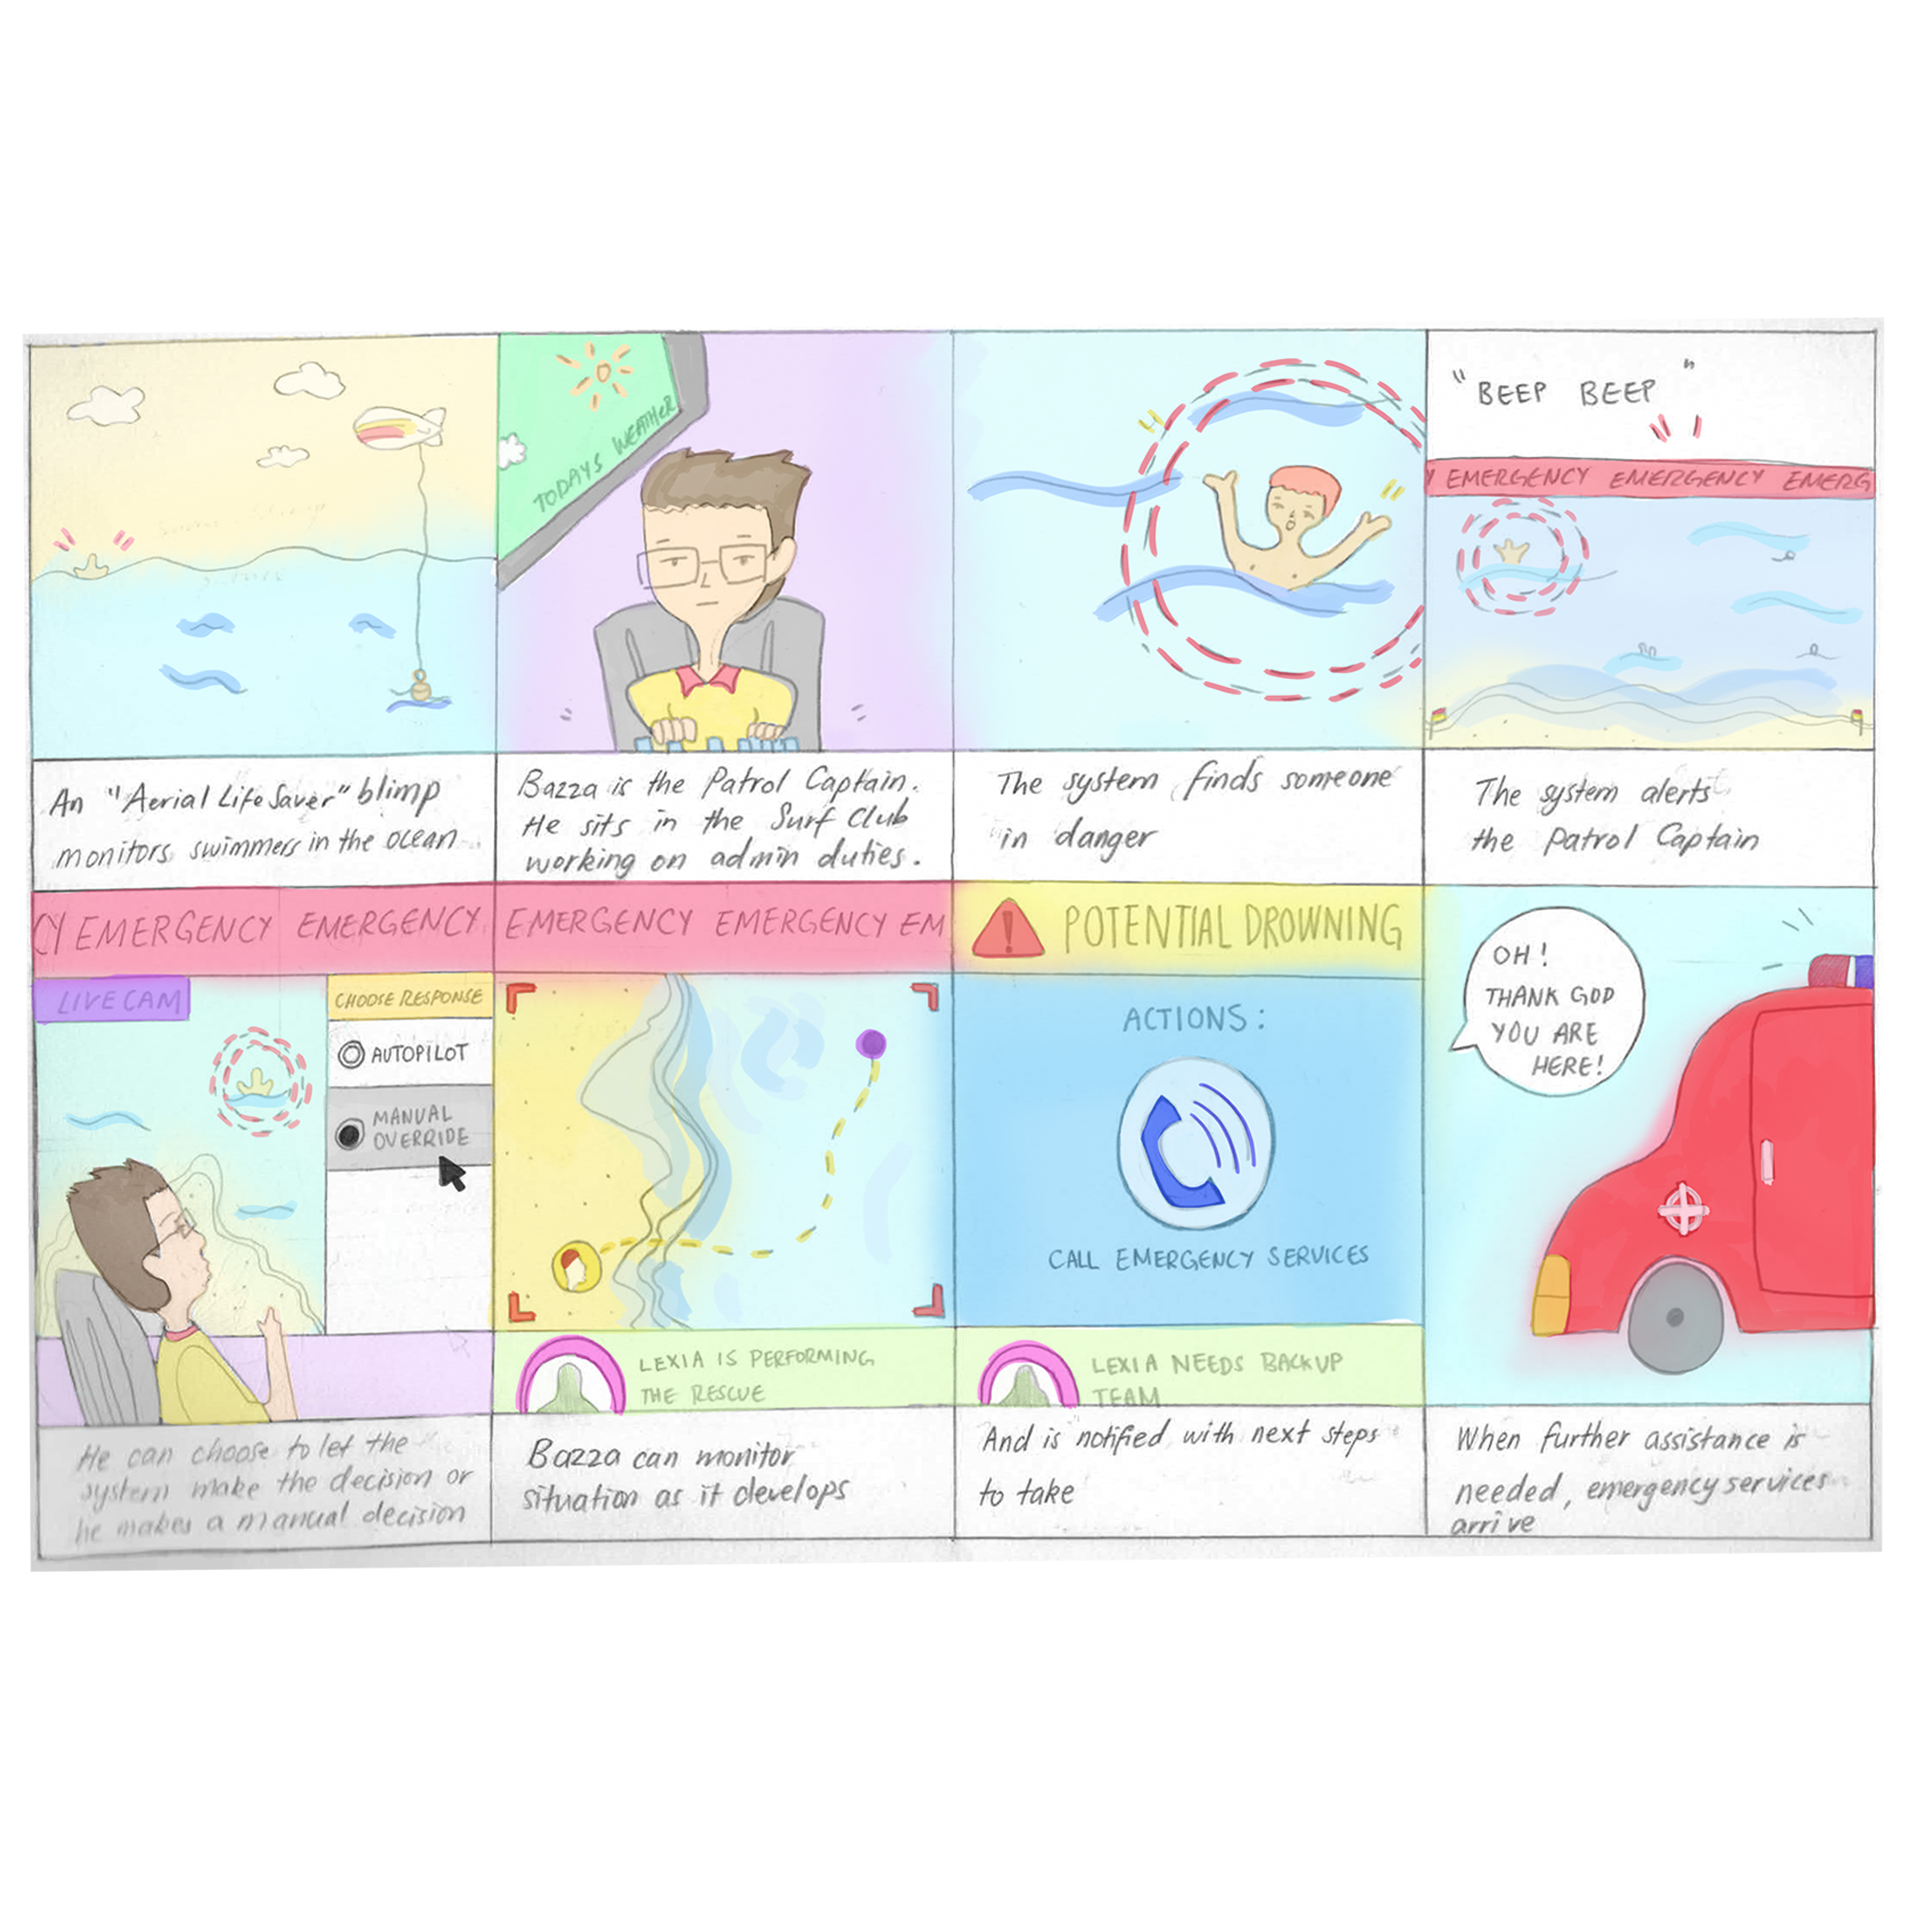 An "Aerial LifeSaver" blimp
monitors swimmers in the ocean
TODAYS WEATHER
Bazza is the Patrol Captain.
He sits in the Surf Club
working on admin duties.
The system finds someone
in danger
"BEEP BEEP"
Y EMERGENCY EMERGENCY EMERG
The system alerts
the Patrol Captain
CY EMERGENCY EMERGENCY
LIVE CAM
CHOOSE RESPONSE
AUTOPILOT
MANUAL
OVERRIDE
He can choose to let the
system make the decision or
he makes a manual decision
EMERGENCY EMERGENCY EM
LEXIA IS PERFORMING
THE RESCUE
Bazza can monitor
situation as it develops
! POTENTIAL DROWNING
ACTIONS:
CALL EMERGENCY SERVICES
LEXIA NEEDS BACKUP
TEAM
And is notified with next steps
to take
OH!
THANK GOD
YOU ARE
HERE!
When further assistance is
needed, emergency services
arrive